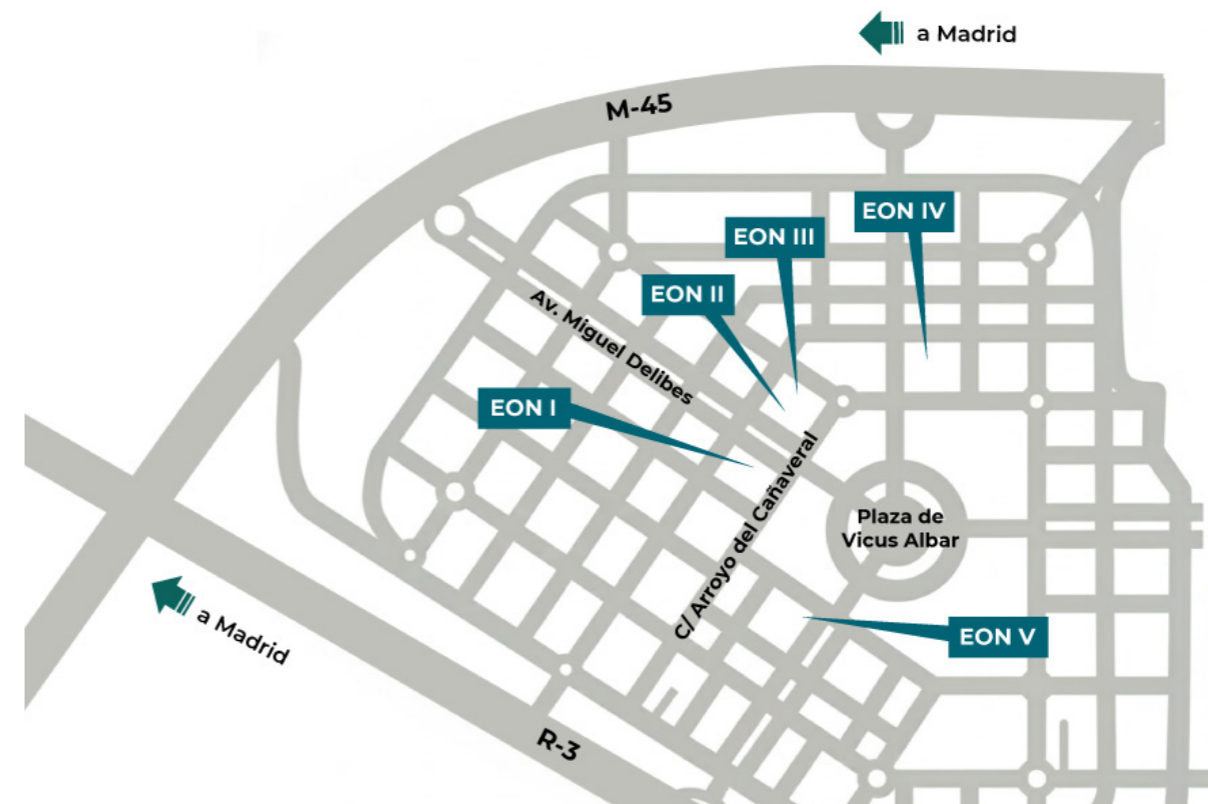 a Madrid
M-45
EON IV
EON III
EON II
Av. Miguel Delibes
EON I
C/ Arroyo del Cañaveral
Plaza de
Vicus Albar
a Madrid
EON V
R-3